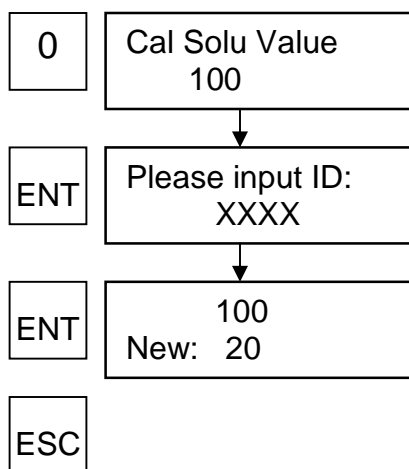 0
Cal Solu Value
100
ENT
Please input ID:
XXXX
ENT
100
New: 20
ESC